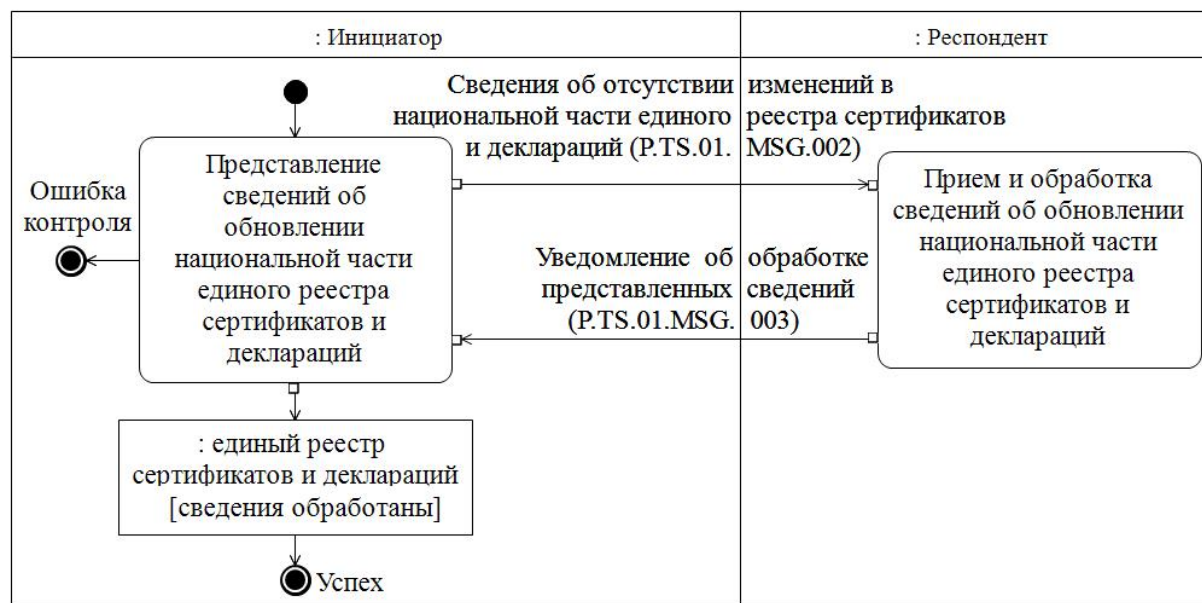 : Инициатор
: Респондент
Сведения об отсутствии изменений в
национальной части единого реестра сертификатов
и деклараций (P.TS.01. MSG.002)
Представление
сведений об
обновлении
национальной части
единого реестра
сертификатов и
деклараций
Ошибка
контроля
Прием и обработка
сведений об обновлении
национальной части
единого реестра
сертификатов и
деклараций
Уведомление об обработке
представленных сведений
(P.TS.01.MSG. 003)
: единый реестр
сертификатов и деклараций
[сведения обработаны]
Успех